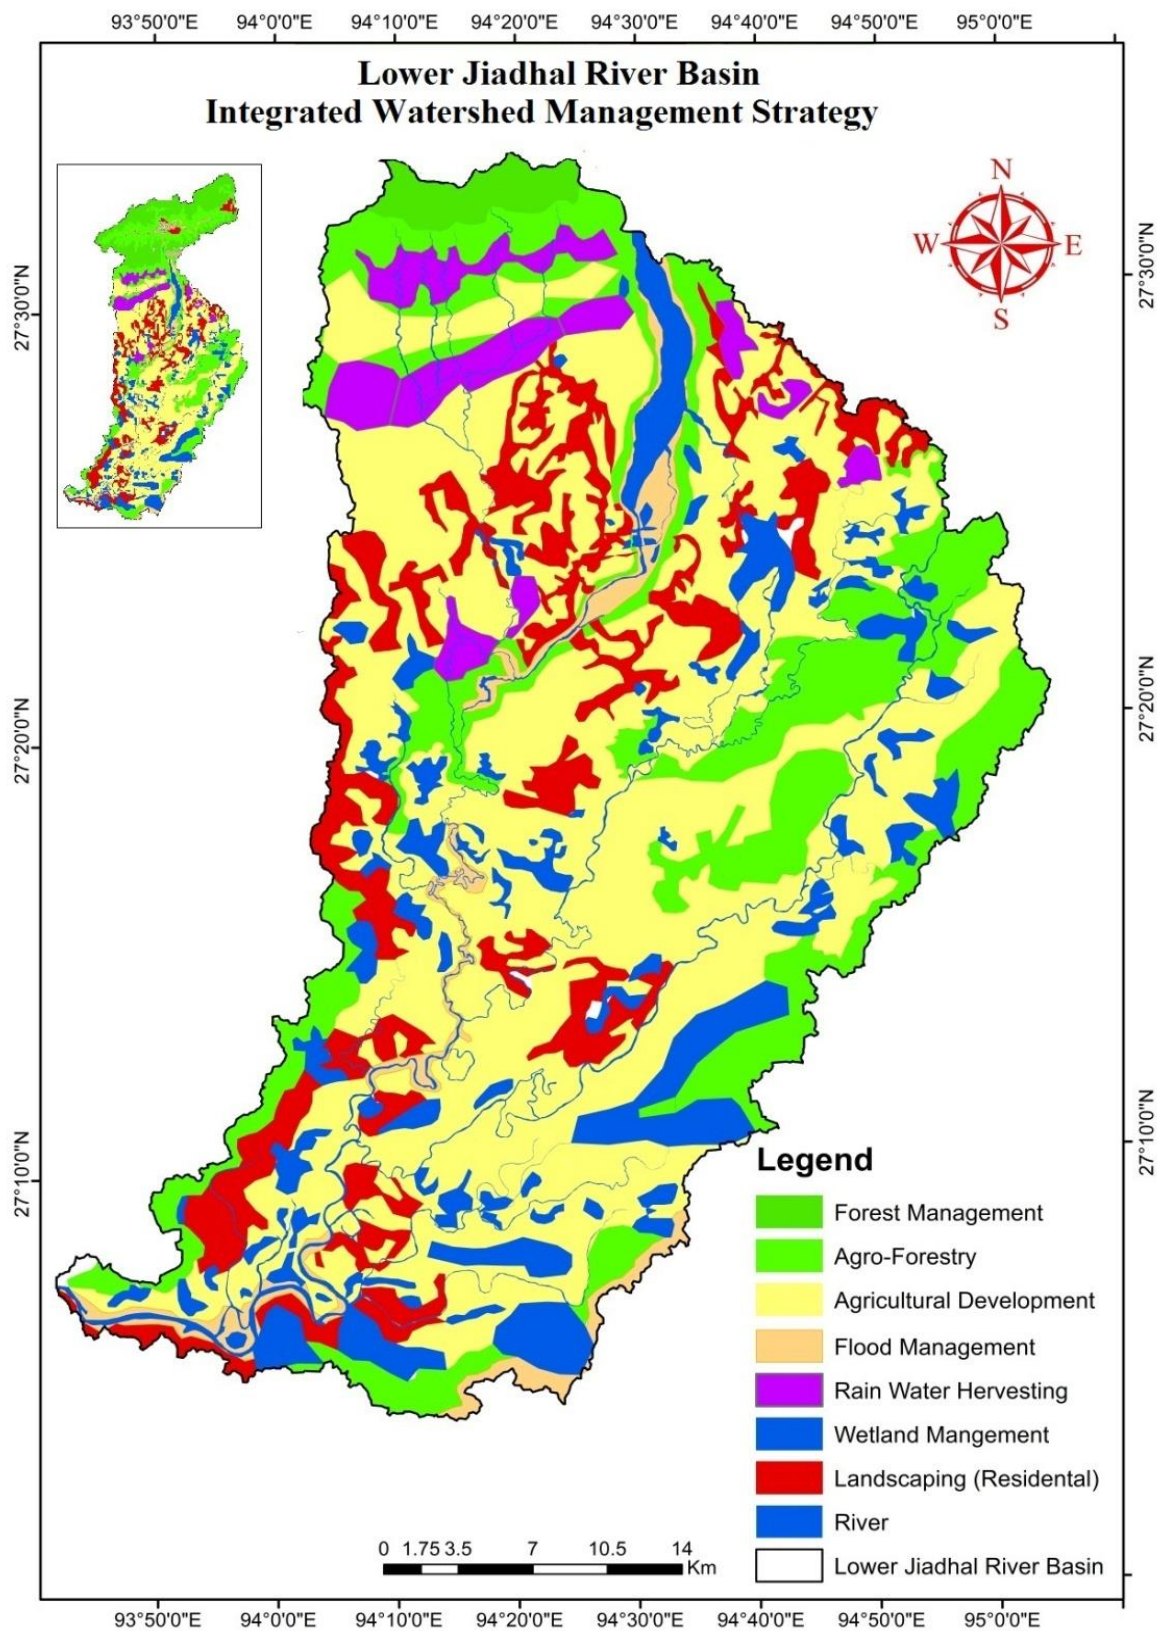 93°50'0"E 94°0'0"E 94°10'0"E 94°20'0"E 94°30'0"E 94°40'0"E 94°50'0"E 95°0'0"E
Lower Jiadhal River Basin
Integrated Watershed Management Strategy
N
W E
S
27°30'0"N
27°30'0"N
27°20'0"N
27°20'0"N
27°10'0"N
27°10'0"N
Legend
Forest Management
Agro-Forestry
Agricultural Development
Flood Management
Rain Water Hervesting
Wetland Mangement
Landscaping (Residental)
River
Lower Jiadhal River Basin
0 1.75 3.5 7 10.5 14
Km
93°50'0"E 94°0'0"E 94°10'0"E 94°20'0"E 94°30'0"E 94°40'0"E 94°50'0"E 95°0'0"E